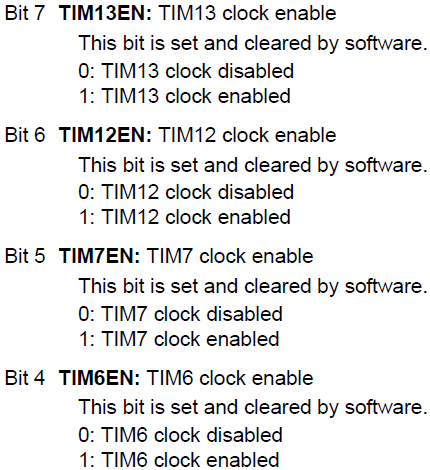 Bit 7 TIM13EN: TIM13 clock enable
This bit is set and cleared by software.
0: TIM13 clock disabled
1: TIM13 clock enabled
Bit 6 TIM12EN: TIM12 clock enable
This bit is set and cleared by software.
0: TIM12 clock disabled
1: TIM12 clock enabled
Bit 5 TIM7EN: TIM7 clock enable
This bit is set and cleared by software.
0: TIM7 clock disabled
1: TIM7 clock enabled
Bit 4 TIM6EN: TIM6 clock enable
This bit is set and cleared by software.
0: TIM6 clock disabled
1: TIM6 clock enabled